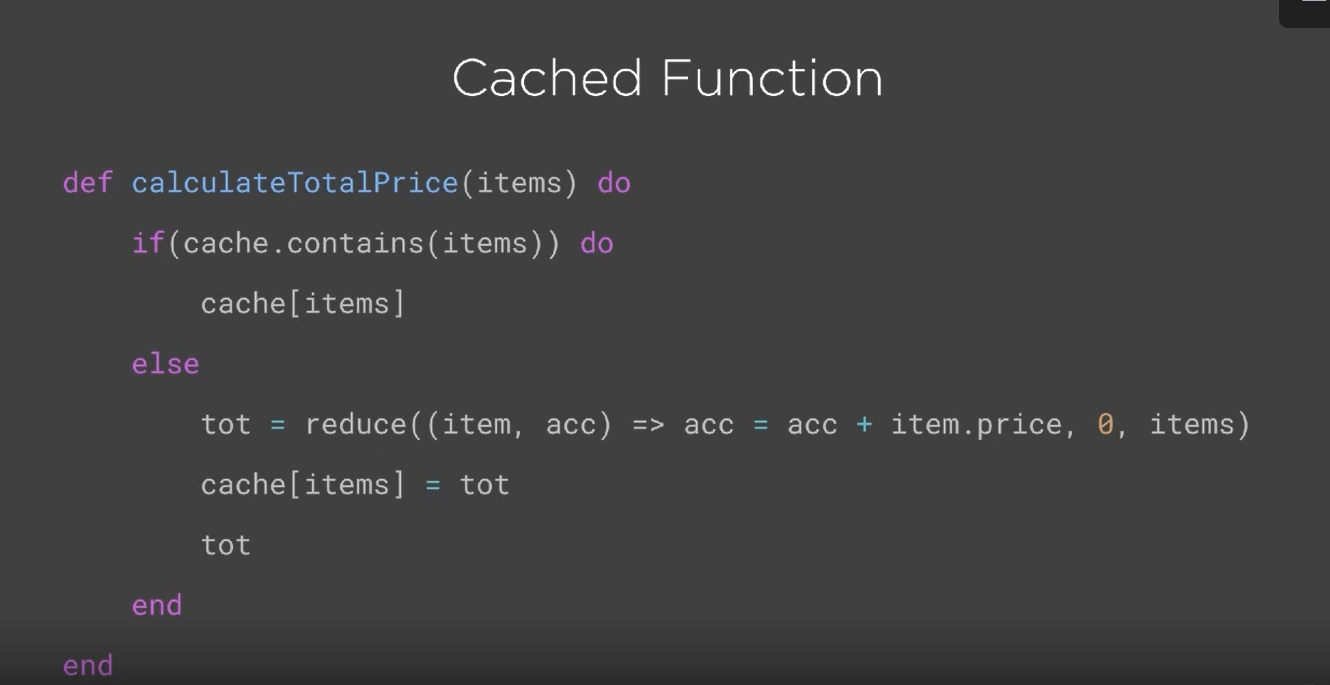 Cached Function
def calculateTotalPrice(items) do
if(cache.contains(items)) do
cache[items]
else
tot = reduce((item, acc) => acc = acc + item.price, 0, items)
cache[items] = tot
tot
end
end